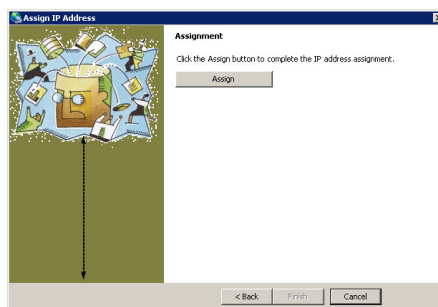 Assign IP Address
Assignment
Click the Assign button to complete the IP address assignment.
Assign
< Back
Finish
Cancel